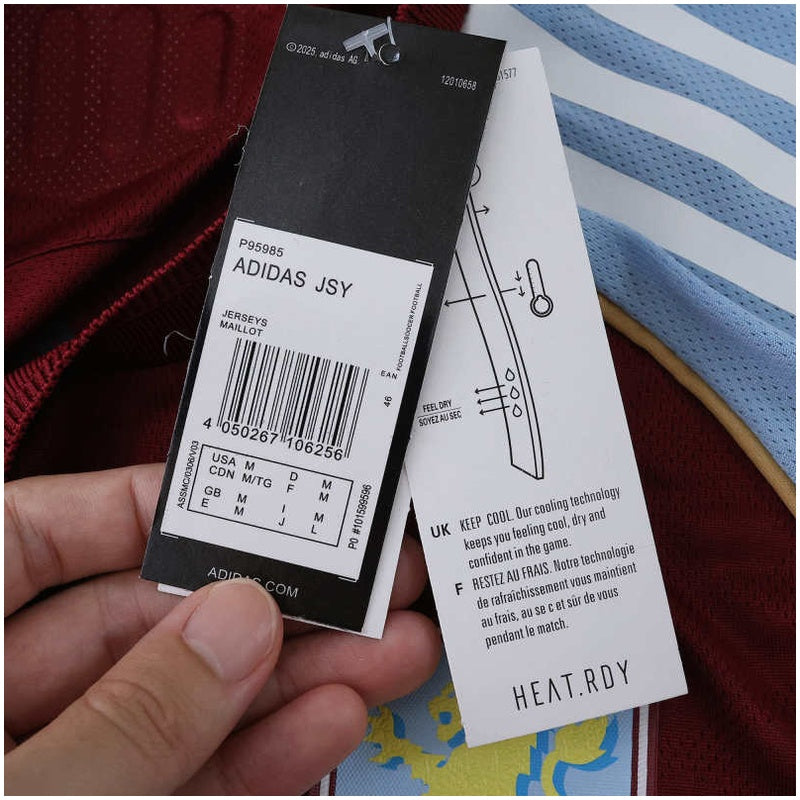 ©2025, adidas AG
12010658
P95985
ADIDAS JSY
JERSEYS
MAILLOT
FOOTBALL/SOCCER FOOTBALL
EAN
46
4 050267 106256
ASSMC/0306/V03
USA M D M
CDN M/TG F M
GB M I M
E M J L
PO #101599596
ADIDAS.COM
1577
FEEL DRY
SOYEZ AU SEC
UK KEEP COOL. Our cooling technology
keeps you feeling cool, dry and
confident in the game.
F RESTEZ AU FRAIS. Notre technologie
de rafraîchissement vous maintient
au frais, au se c et sûr de vous
pendant le match.
HEAT.RDY